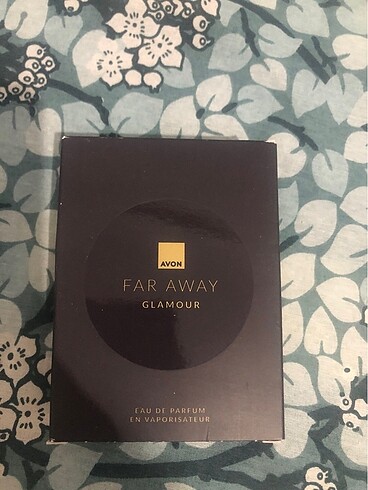 AVON
FAR AWAY
GLAMOUR
EAU DE PARFUM
EN VAPORISATEUR